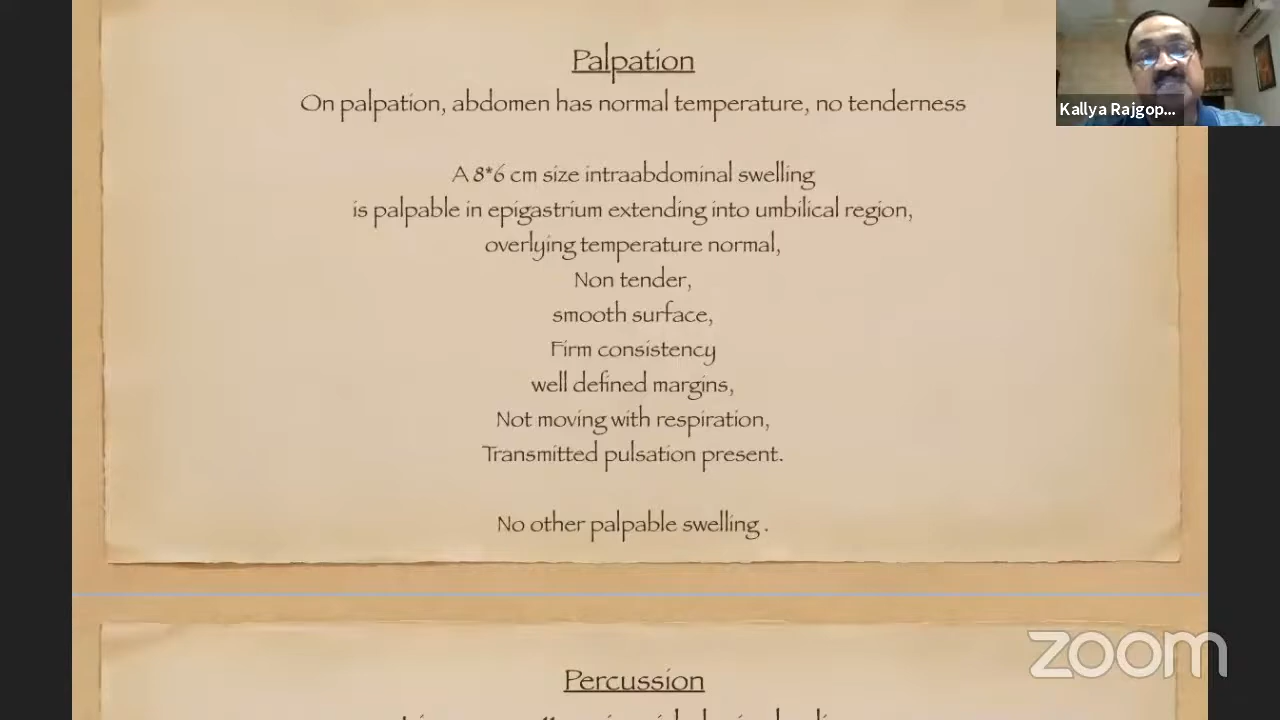 Palpation
On palpation, abdomen has normal temperature, no tenderness
A 8*6 cm size intraabdominal swelling
is palpable in epigastrium extending into umbilical region,
overlying temperature normal,
Non tender,
smooth surface,
Firm consistency
well defined margins,
Not moving with respiration,
Transmitted pulsation present.
No other palpable swelling .
Percussion
Kallya Rajgop...
zoom